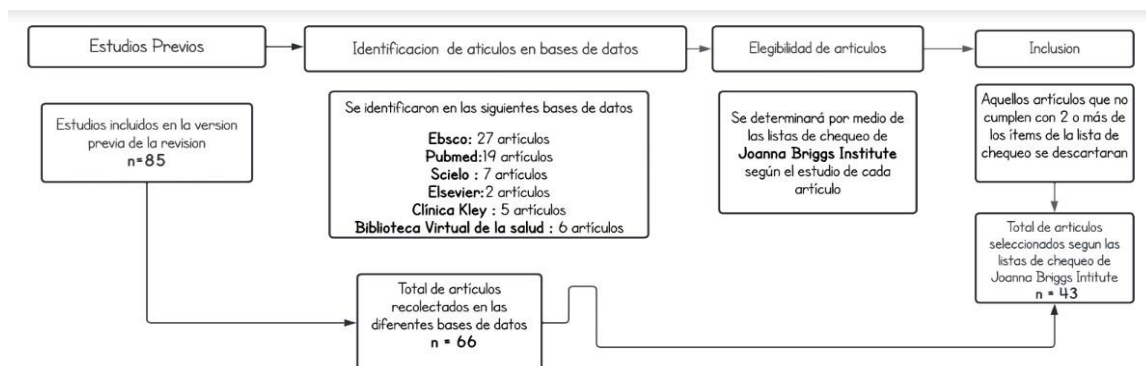 Estudios Previos
Identificacion de aticulos en bases de datos
Elegibilidad de articulos
Inclusion
Estudios incluidos en la version
previa de la revision
n=85
Se identificaron en las siguientes bases de datos
Ebsco: 27 artículos
Pubmed:19 artículos
Scielo : 7 artículos
Elsevier:2 artículos
Clínica Kley : 5 artículos
Biblioteca Virtual de la salud : 6 artículos
Se determinará por medio de
las listas de chequeo de
Joanna Briggs Institute
según el estudio de cada
artículo
Aquellos artículos que no
cumplen con 2 o más de
los ítems de la lista de
chequeo se descartaran
Total de articulos
seleccionados segun las
listas de chequeo de
Joanna Briggs Intitute
n = 43
Total de artículos
recolectados en las
diferentes bases de datos
n = 66